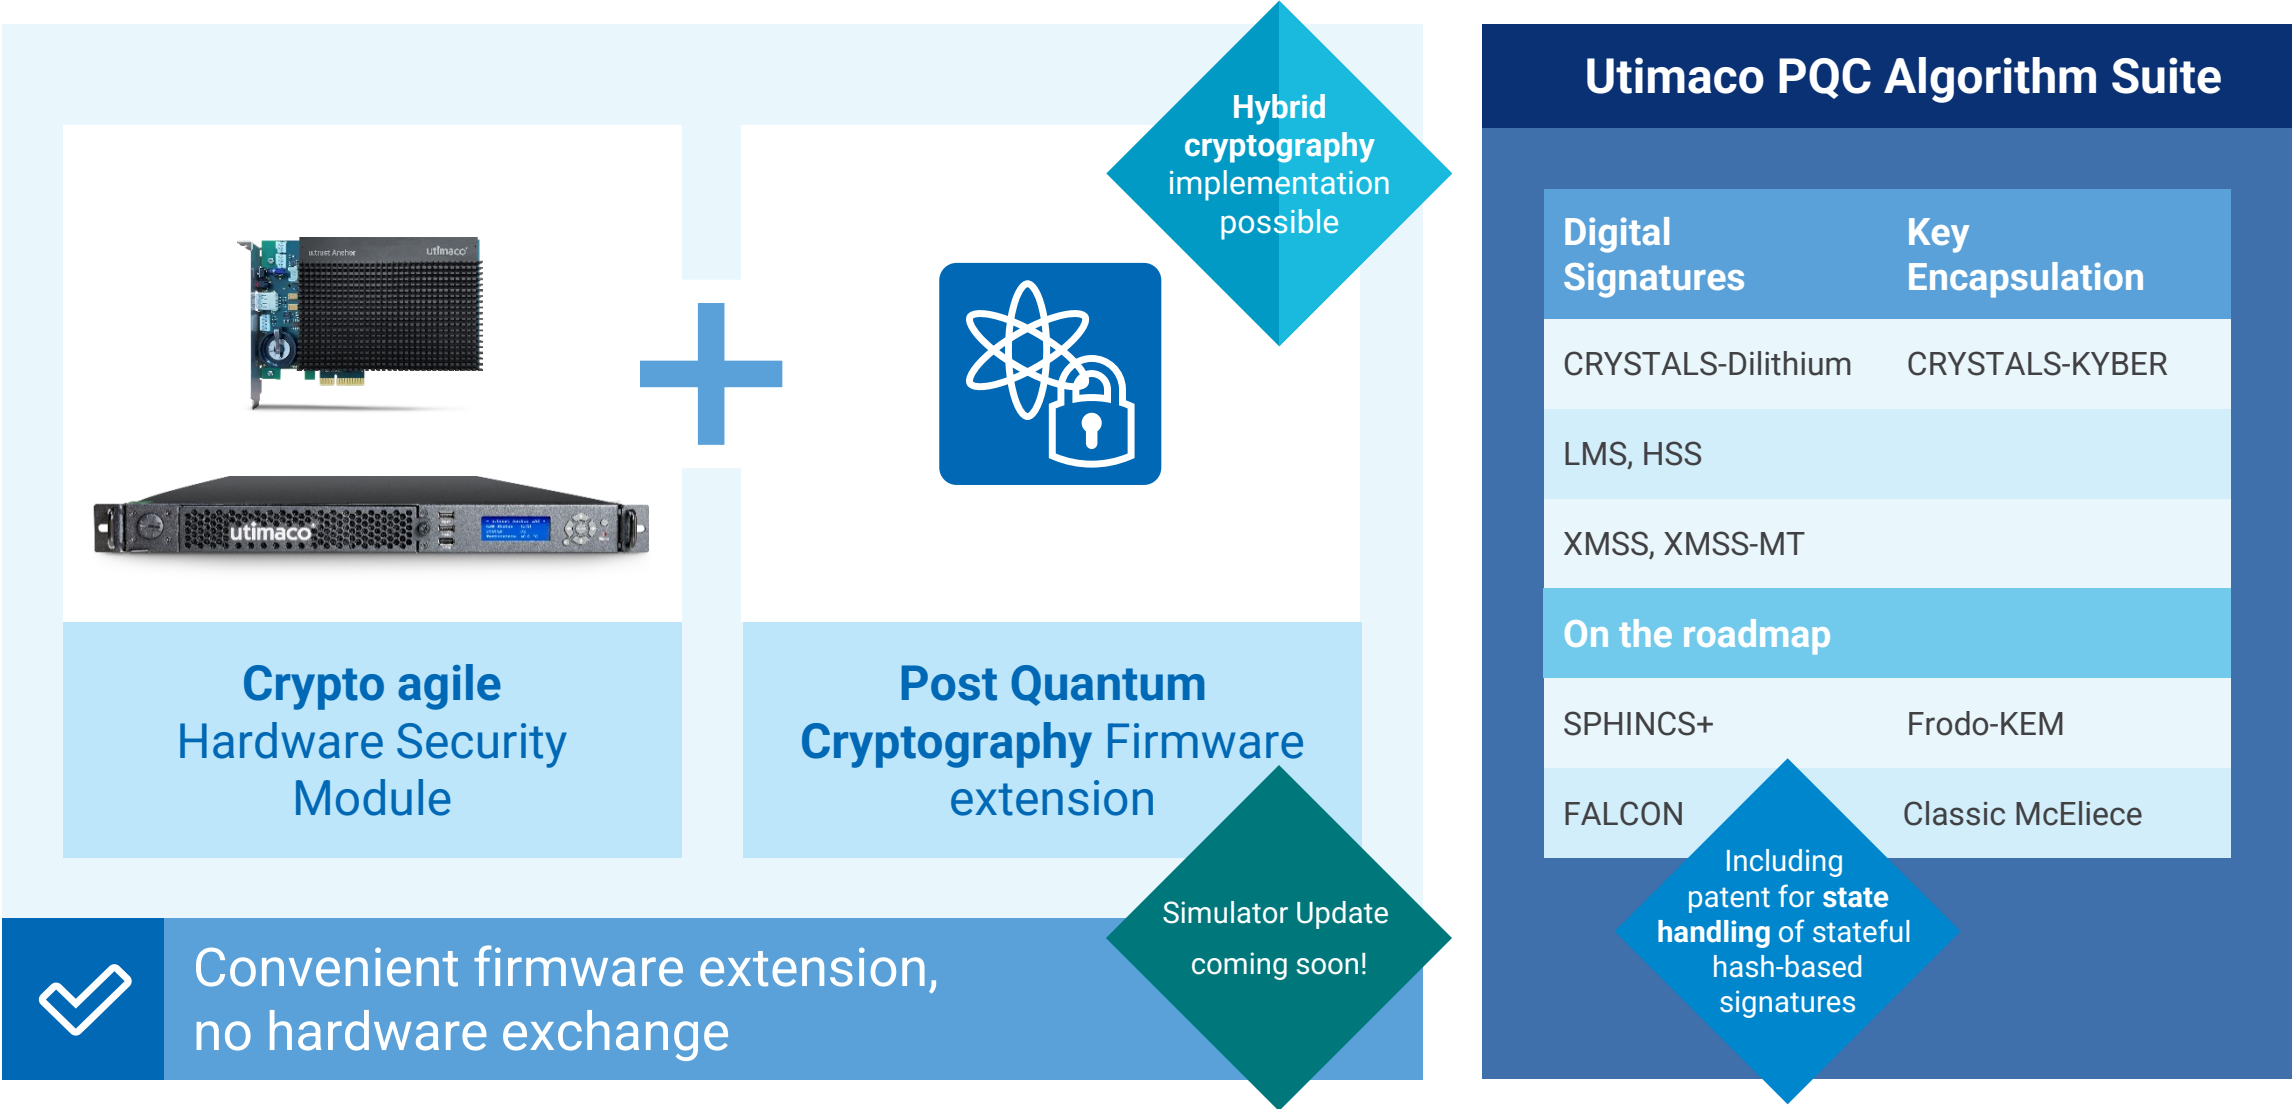 Hybrid
cryptography
implementation
possible
u.trust Anchor
utimaco
utimaco
Crypto agile
Hardware Security
Module
Post Quantum
Cryptography Firmware
extension
Simulator Update
coming soon!
Convenient firmware extension,
no hardware exchange
Utimaco PQC Algorithm Suite
Digital
Signatures
Key
Encapsulation
CRYSTALS-Dilithium CRYSTALS-KYBER
LMS, HSS
XMSS, XMSS-MT
On the roadmap
SPHINCS+ Frodo-KEM
FALCON Classic McEliece
Including
patent for state
handling of stateful
hash-based
signatures